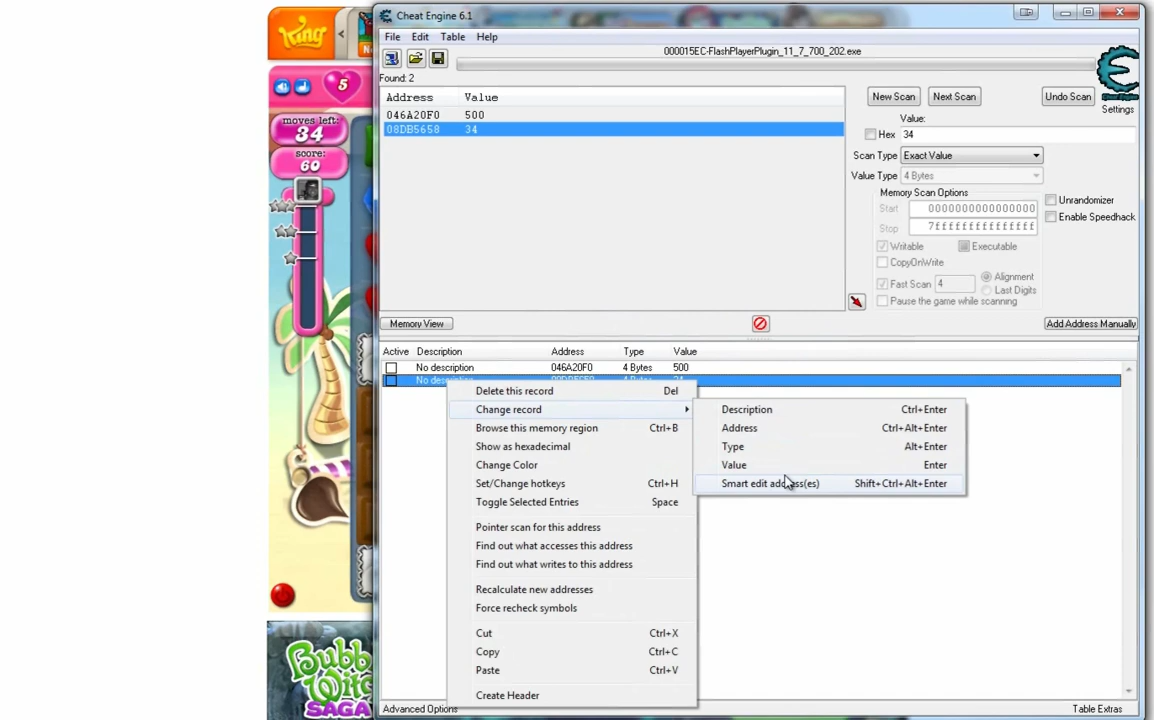 Cheat Engine 6.1
King
File Edit Table Help
000015EC-FlashPlayerPlugin_11_7_700_202.exe
Found: 2
Address Value
046A20F0 500
08DB5658 34
New Scan Next Scan Undo Scan
Cheat Engine
Settings
Value:
Hex 34
Scan Type Exact Value
Value Type 4 Bytes
Memory Scan Options
Start 0000000000000000
Stop 7fffffffffffffff
Writable Executable
CopyOnWrite
Fast Scan 4 Alignment
Last Digits
Pause the game while scanning
Unrandomizer
Enable Speedhack
Memory View Add Address Manually
Active Description Address Type Value
No description 046A20F0 4 Bytes 500
Delete this record Del
Change record
Browse this memory region Ctrl+B
Show as hexadecimal
Change Color
Set/Change hotkeys Ctrl+H
Toggle Selected Entries Space
Pointer scan for this address
Find out what accesses this address
Find out what writes to this address
Recalculate new addresses
Force recheck symbols
Cut Ctrl+X
Copy Ctrl+C
Paste Ctrl+V
Create Header
Description Ctrl+Enter
Address Ctrl+Alt+Enter
Type Alt+Enter
Value Enter
Smart edit address(es) Shift+Ctrl+Alt+Enter
Advanced Options Table Extras
5
moves left:
34
score:
60
SAGA